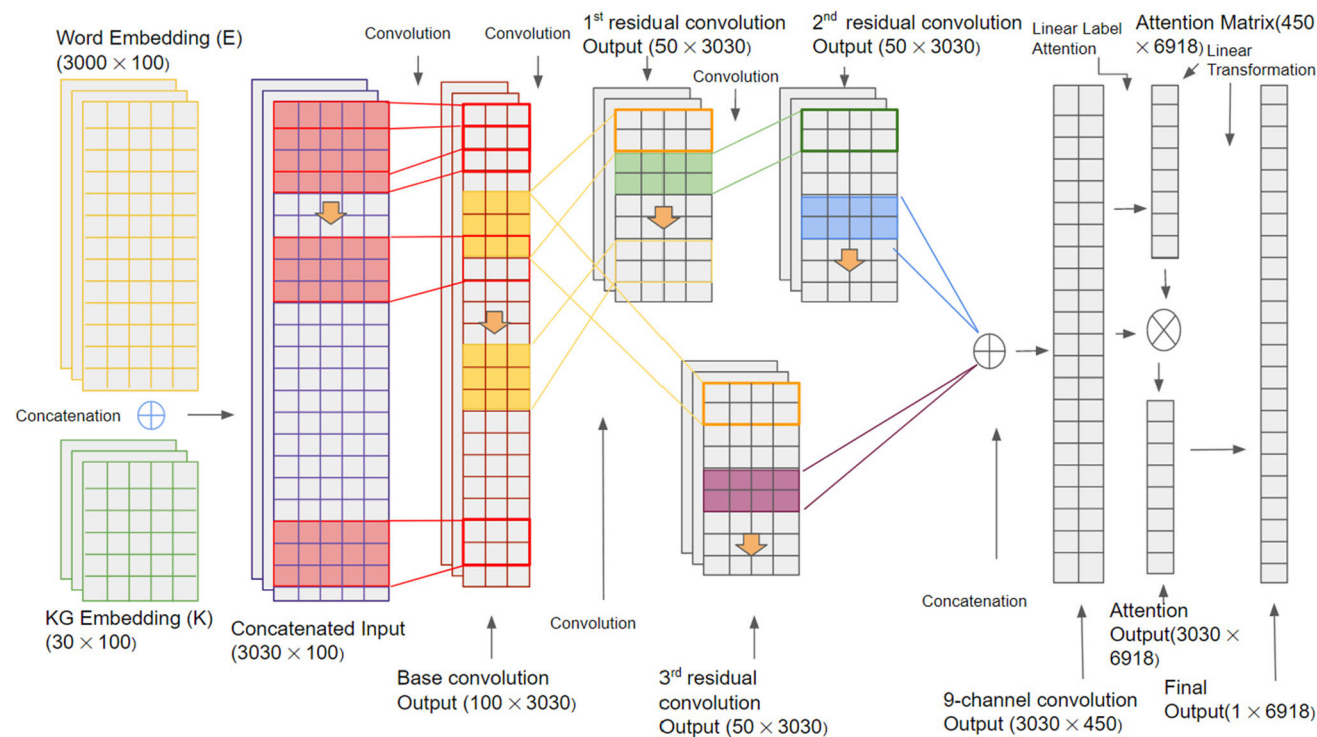 Word Embedding (E)
(3000 × 100)
Convolution
Convolution
1st residual convolution
Output (50 × 3030)
Convolution
2nd residual convolution
Output (50 × 3030)
Linear Label
Attention
Attention Matrix(450
× 6918)
Linear
Transformation
Concatenation
KG Embedding (K)
(30 × 100)
Concatenated Input
(3030 × 100)
Base convolution
Output (100 × 3030)
Convolution
3rd residual
convolution
Output (50 × 3030)
Concatenation
9-channel convolution
Output (3030 × 450)
Attention
Output(3030 ×
6918)
Final
Output(1 × 6918)